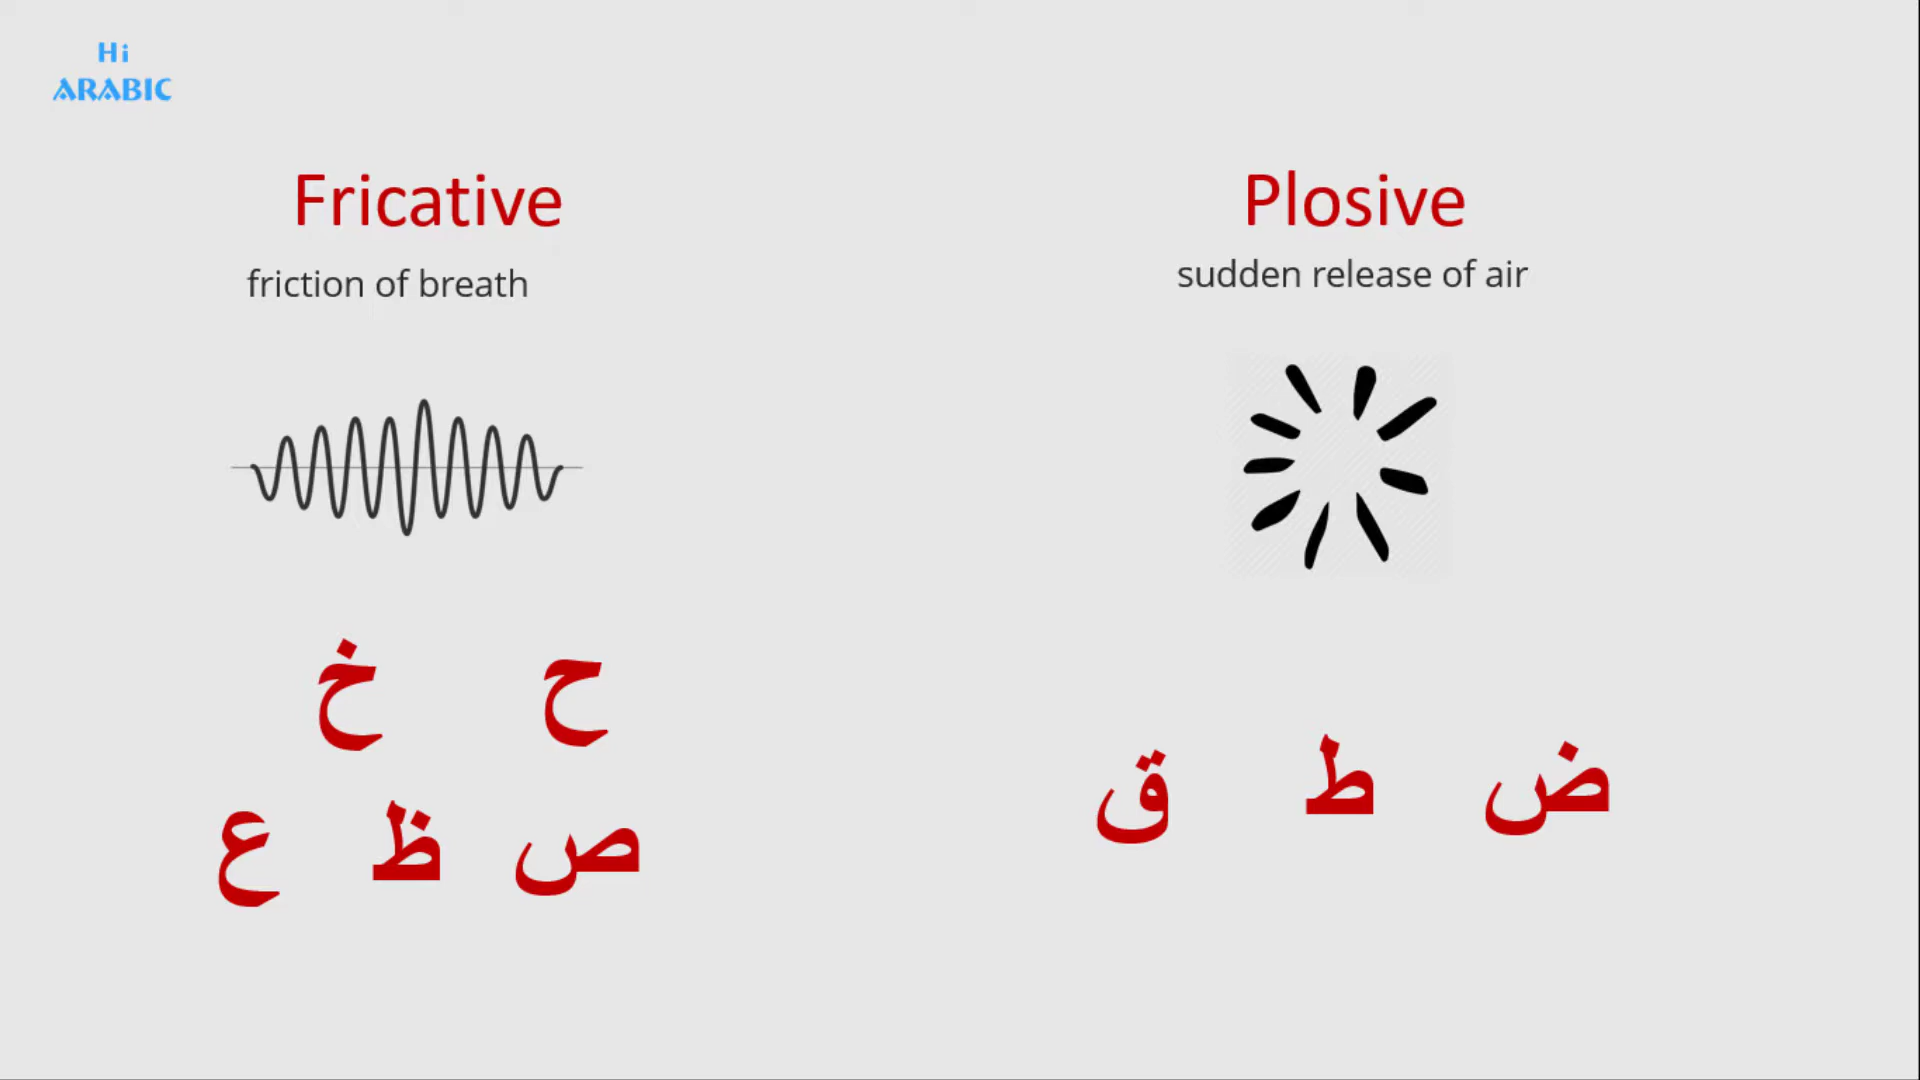 Hi
ARABIC
Fricative
friction of breath
ح خ
ص ظ ع
Plosive
sudden release of air
ض ط ق